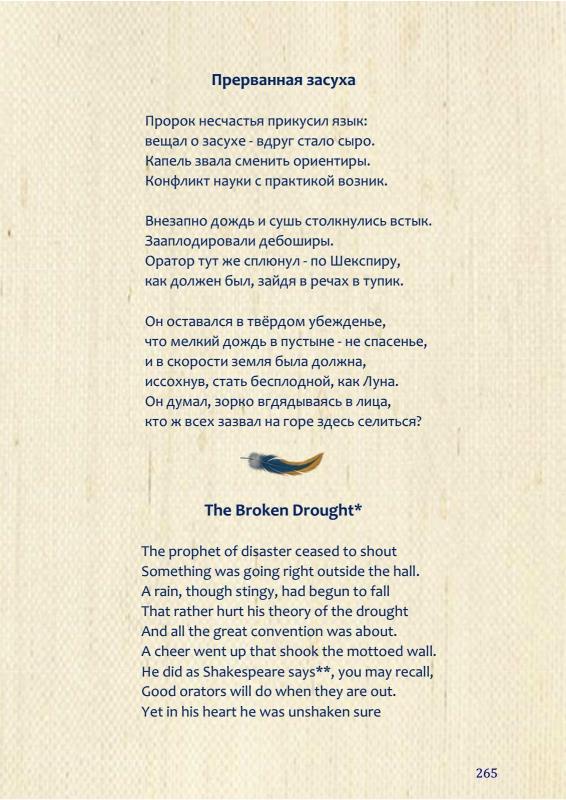 Прерванная засуха
Пророк несчастья прикусил язык:
вещал о засухе - вдруг стало сыро.
Капель звала сменить ориентиры.
Конфликт науки с практикой возник.
Внезапно дождь и сушь столкнулись встык.
Зааплодировали дебоширы.
Оратор тут же сплюнул - по Шекспиру,
как должен был, зайдя в речах в тупик.
Он оставался в твёрдом убежденье,
что мелкий дождь в пустыне - не спасенье,
и в скорости земля была должна,
иссохнув, стать бесплодной, как Луна.
Он думал, зорко вгдядываясь в лица,
кто ж всех зазвал на горе здесь селиться?
The Broken Drought*
The prophet of disaster ceased to shout
Something was going right outside the hall.
A rain, though stingy, had begun to fall
That rather hurt his theory of the drought
And all the great convention was about.
A cheer went up that shook the mottoed wall.
He did as Shakespeare says**, you may recall,
Good orators will do when they are out.
Yet in his heart he was unshaken sure
265